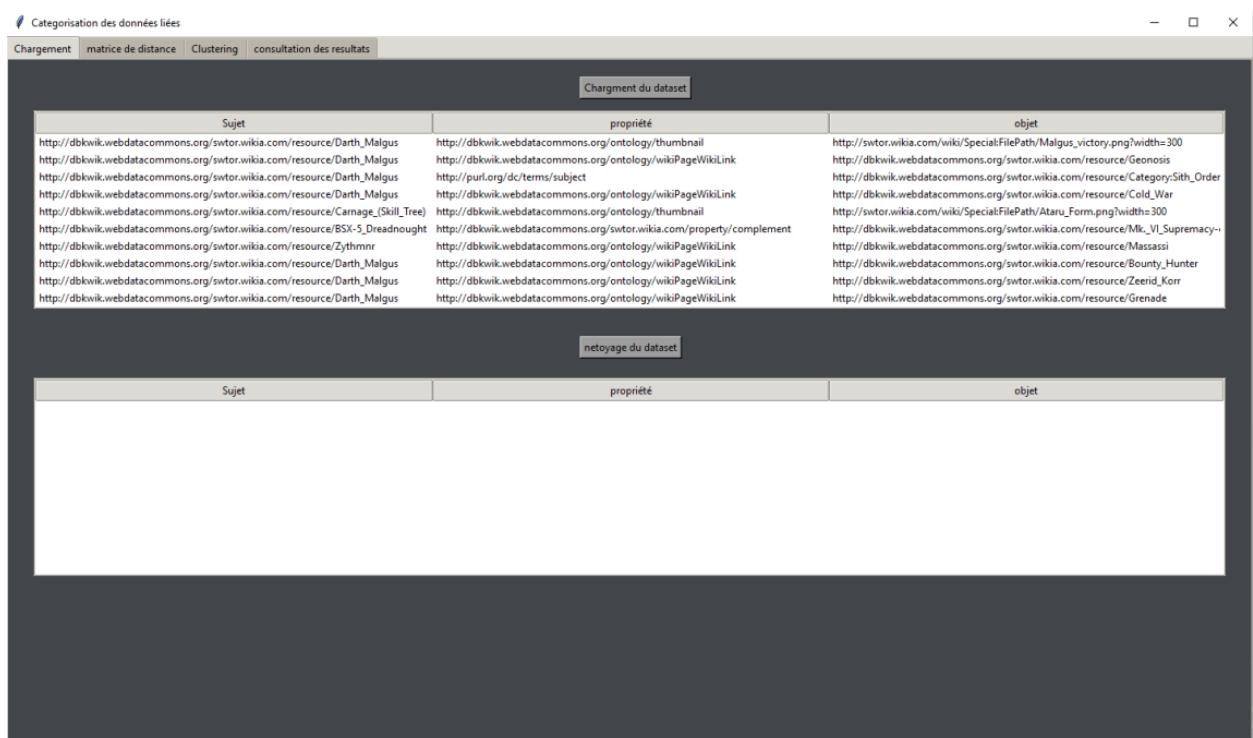 Categorisation des données liées
Chargement matrice de distance Clustering consultation des resultats
Chargment du dataset
Sujet propriété objet
http://dbkwik.webdatacommons.org/swtor.wikia.com/resource/Darth_Malgus http://dbkwik.webdatacommons.org/ontology/thumbnail http://swtor.wikia.com/wiki/Special:FilePath/Malgus_victory.png?width=300
http://dbkwik.webdatacommons.org/swtor.wikia.com/resource/Darth_Malgus http://dbkwik.webdatacommons.org/ontology/wikiPageWikiLink http://dbkwik.webdatacommons.org/swtor.wikia.com/resource/Geonosis
http://dbkwik.webdatacommons.org/swtor.wikia.com/resource/Darth_Malgus http://purl.org/dc/terms/subject http://dbkwik.webdatacommons.org/swtor.wikia.com/resource/Category:Sith_Order
http://dbkwik.webdatacommons.org/swtor.wikia.com/resource/Darth_Malgus http://dbkwik.webdatacommons.org/ontology/wikiPageWikiLink http://dbkwik.webdatacommons.org/swtor.wikia.com/resource/Cold_War
http://dbkwik.webdatacommons.org/swtor.wikia.com/resource/Carnage_(Skill_Tree) http://dbkwik.webdatacommons.org/ontology/thumbnail http://swtor.wikia.com/wiki/Special:FilePath/Ataru_Form.png?width=300
http://dbkwik.webdatacommons.org/swtor.wikia.com/resource/BSX-5_Dreadnought http://dbkwik.webdatacommons.org/swtor.wikia.com/property/complement http://dbkwik.webdatacommons.org/swtor.wikia.com/resource/Mk._VI_Supremacy-
http://dbkwik.webdatacommons.org/swtor.wikia.com/resource/Zythmnr http://dbkwik.webdatacommons.org/ontology/wikiPageWikiLink http://dbkwik.webdatacommons.org/swtor.wikia.com/resource/Massassi
http://dbkwik.webdatacommons.org/swtor.wikia.com/resource/Darth_Malgus http://dbkwik.webdatacommons.org/ontology/wikiPageWikiLink http://dbkwik.webdatacommons.org/swtor.wikia.com/resource/Bounty_Hunter
http://dbkwik.webdatacommons.org/swtor.wikia.com/resource/Darth_Malgus http://dbkwik.webdatacommons.org/ontology/wikiPageWikiLink http://dbkwik.webdatacommons.org/swtor.wikia.com/resource/Zeerid_Korr
http://dbkwik.webdatacommons.org/swtor.wikia.com/resource/Darth_Malgus http://dbkwik.webdatacommons.org/ontology/wikiPageWikiLink http://dbkwik.webdatacommons.org/swtor.wikia.com/resource/Grenade
netoyage du dataset
Sujet propriété objet